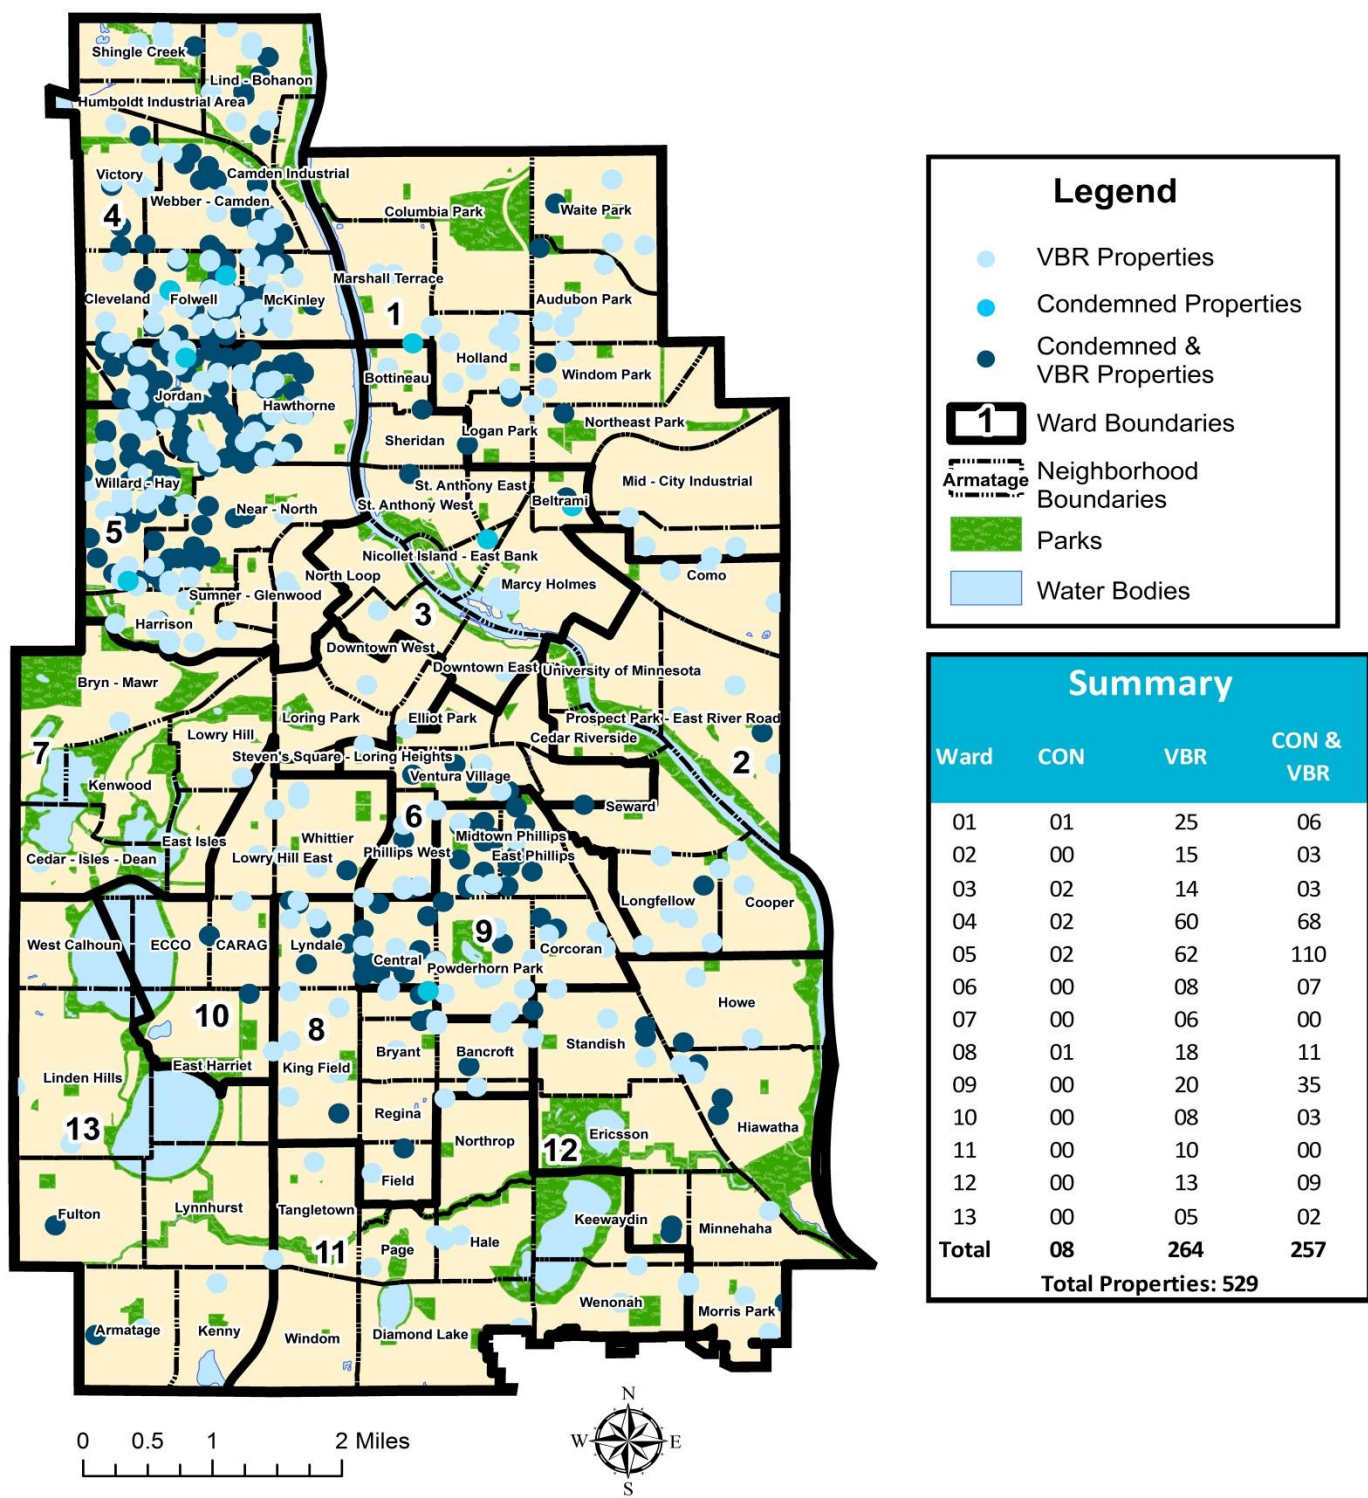 Shingle Creek
Lind - Bohanon
Humboldt Industrial Area
Victory
Camden Industrial
Webber - Camden
4
Columbia Park
Waite Park
Marshall Terrace
Cleveland
Folwell
McKinley
Audubon Park
1
Holland
Bottineau
Windom Park
Jordan
Hawthorne
Northeast Park
Logan Park
Sheridan
Willard - Hay
St. Anthony East
Mid - City Industrial
Beltrami
Near - North
St. Anthony West
5
Nicollet Island - East Bank
North Loop
Marcy Holmes
Como
Sumner - Glenwood
3
Harrison
Downtown West
Downtown East
University of Minnesota
Bryn - Mawr
Loring Park
Elliot Park
Prospect Park - East River Road
Lowry Hill
Cedar Riverside
7
Steven's Square - Loring Heights
2
Ventura Village
Kenwood
Seward
6
East Isles
Whittier
Midtown Phillips
Cedar - Isles - Dean
Lowry Hill East
Phillips West
East Phillips
Longfellow
Cooper
West Calhoun
ECCO
CARAG
Lyndale
9
Corcoran
Central
Powderhorn Park
Howe
10
8
Standish
Bryant
Bancroft
East Harriet
King Field
Linden Hills
Regina
13
Hiawatha
Northrop
12
Ericsson
Field
Fulton
Lynnhurst
Tangletown
Keewaydin
Minnehaha
11
Page
Hale
Wenonah
Morris Park
Armatage
Kenny
Windom
Diamond Lake
0 0.5 1 2 Miles
N
W E
S
Legend
VBR Properties
Condemned Properties
Condemned &
VBR Properties
1 Ward Boundaries
Armatage Neighborhood
Boundaries
Parks
Water Bodies
Summary
Ward CON VBR CON &
VBR
01 01 25 06
02 00 15 03
03 02 14 03
04 02 60 68
05 02 62 110
06 00 08 07
07 00 06 00
08 01 18 11
09 00 20 35
10 00 08 03
11 00 10 00
12 00 13 09
13 00 05 02
Total 08 264 257
Total Properties: 529